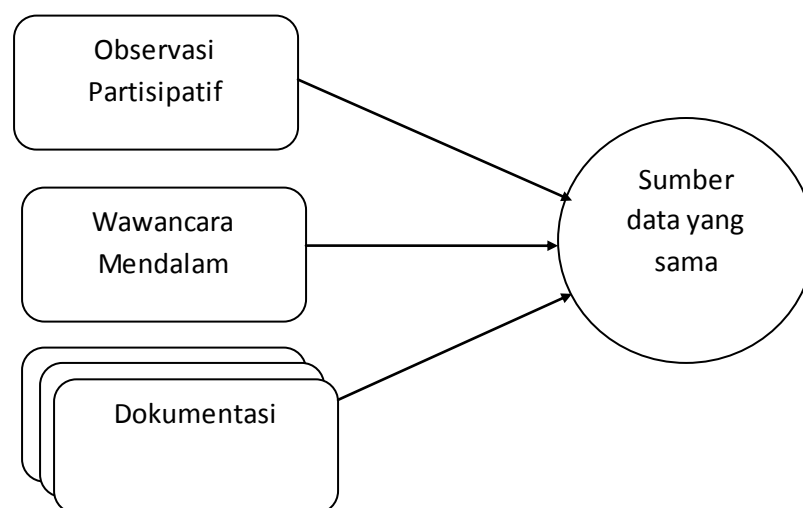 Observasi
Partisipatif
Wawancara
Mendalam
Dokumentasi
Sumber
data yang
sama